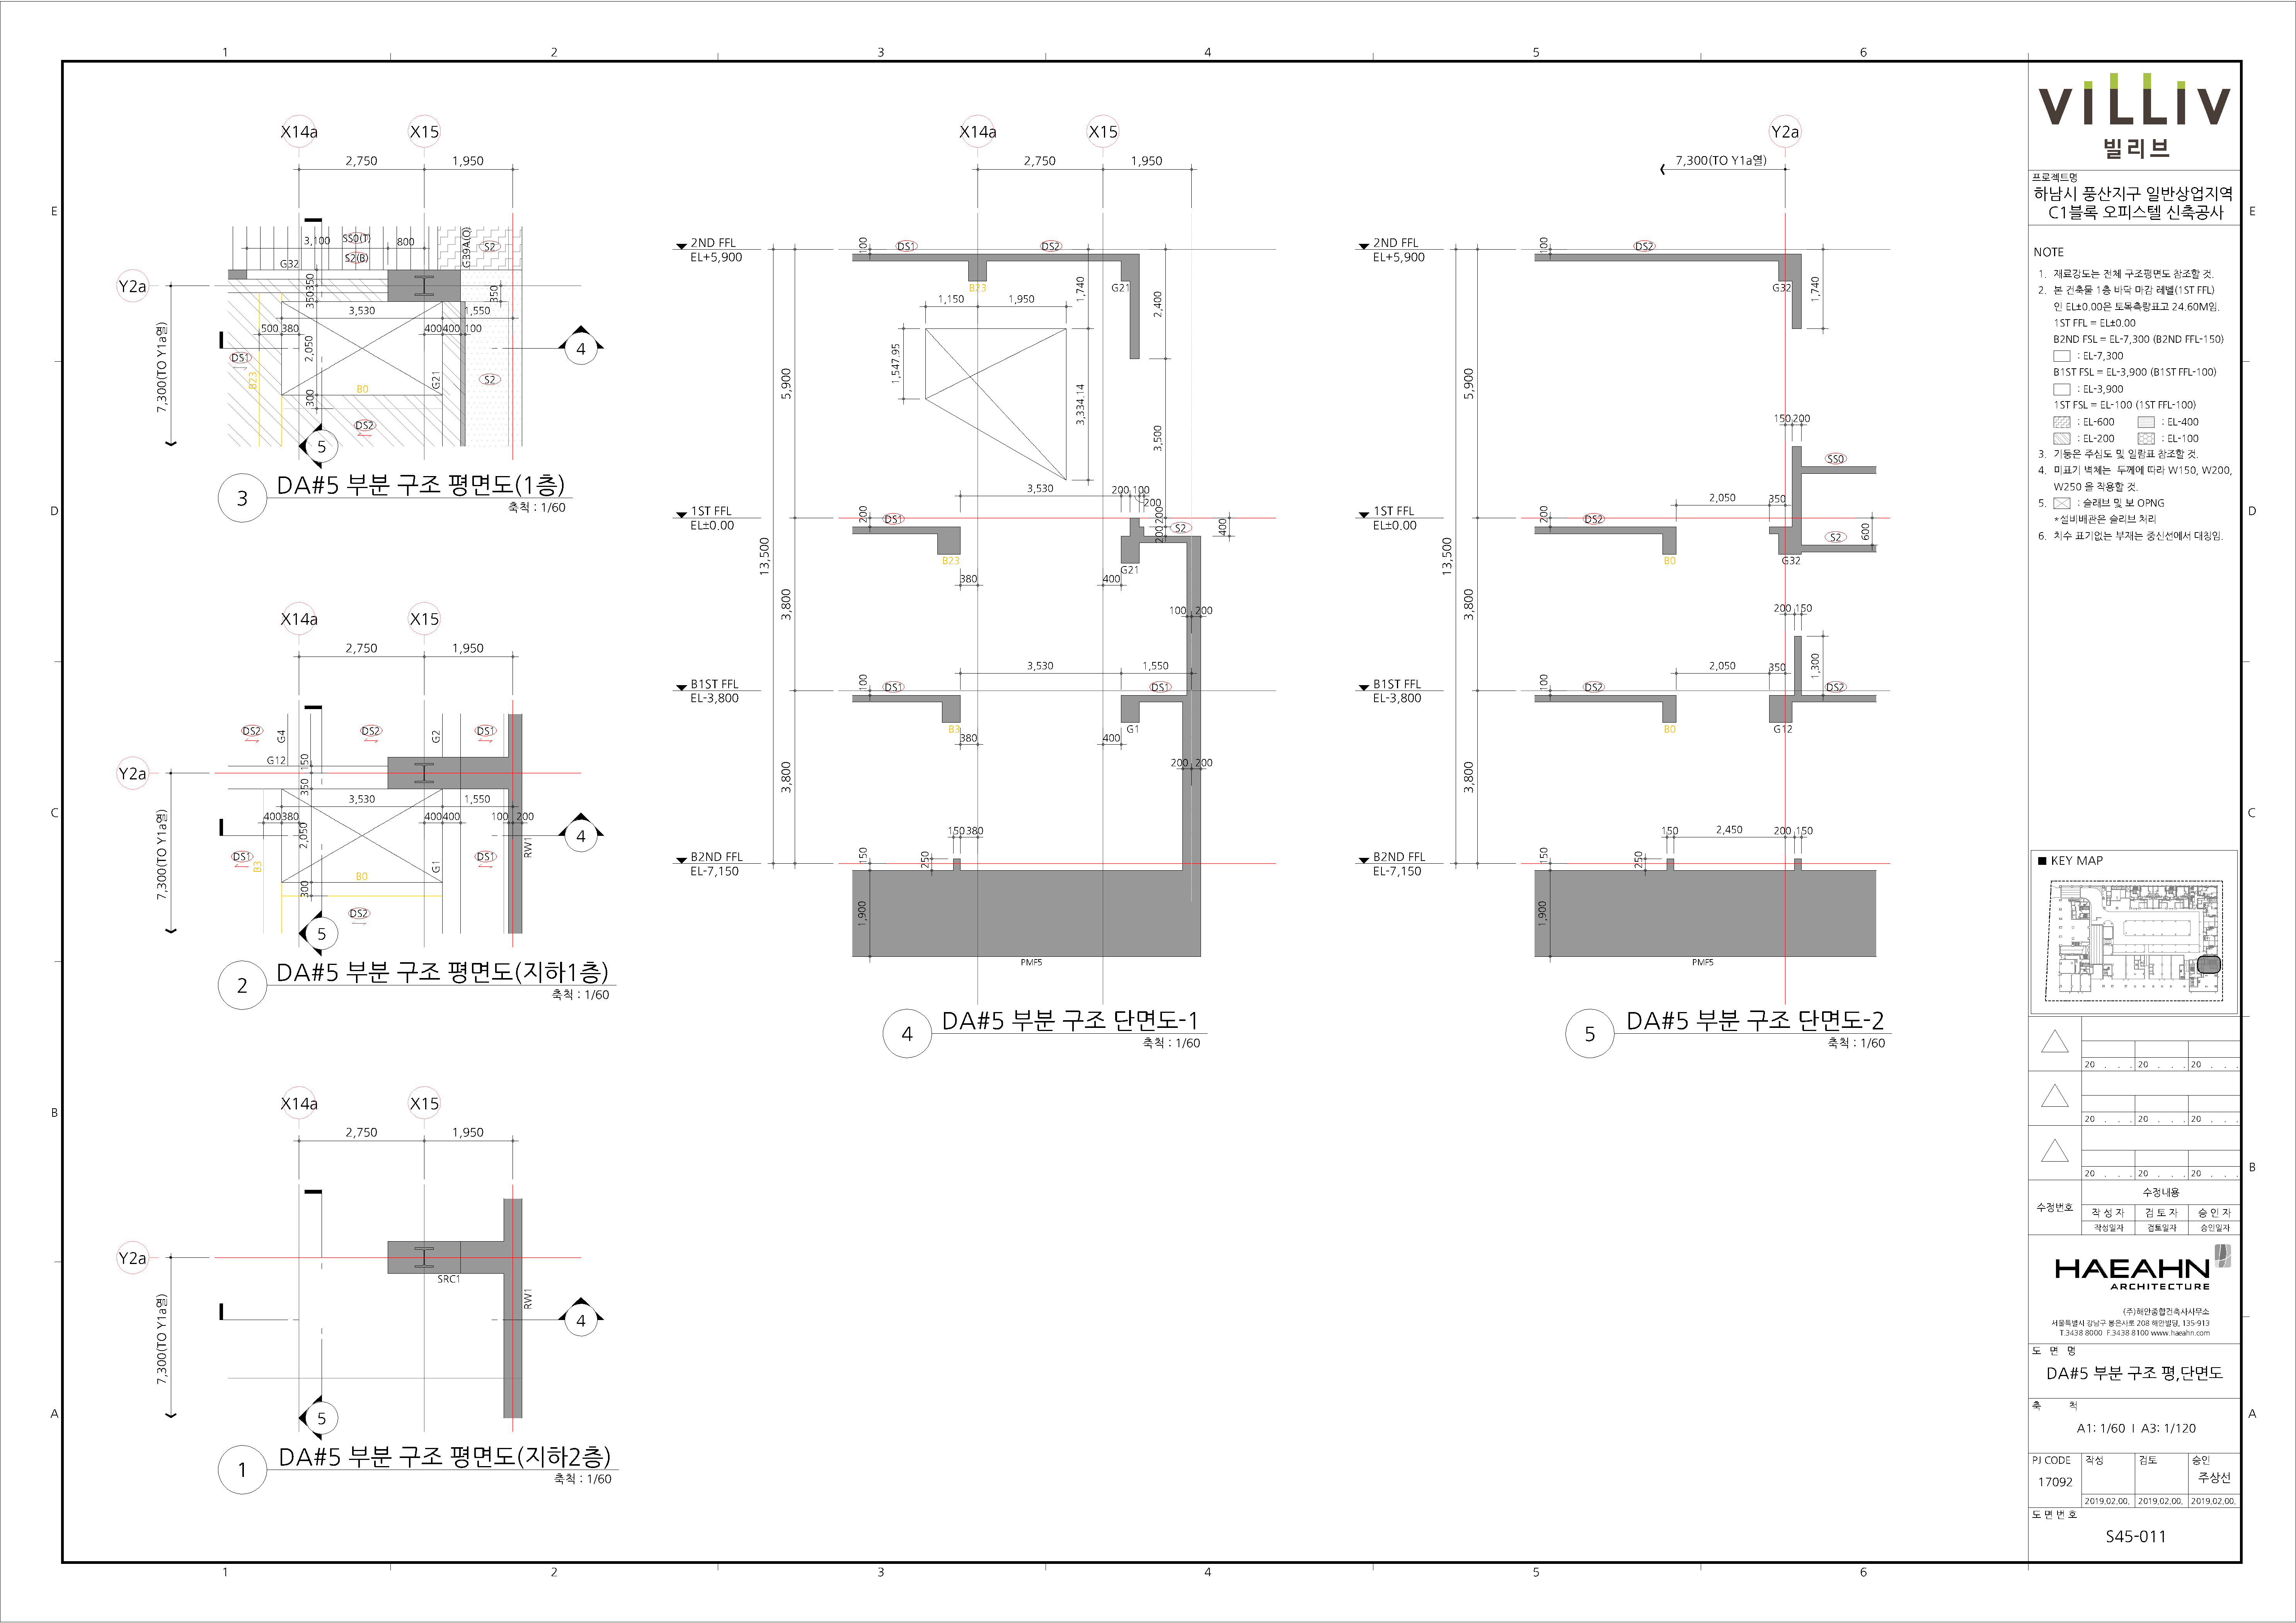 1 2 3 4 5 6
E
D
C
B
A
X14a X15
2,750 1,950
3,100 SS0(T) 800 G39A(O) S2
S2(B)
G32
350 350
Y2a
350
3,530 1,550
500 380 400 400 100
2,050
DS1
B23
B0
G21
S2
300
DS2
7,300(TO Y1a열)
4
5
3 DA#5 부분 구조 평면도(1층)
축척 : 1/60
X14a X15
2,750 1,950
DS2 G4 DS2 G2 DS1
G12
150
350
Y2a
3,530 1,550
400 380 400 400 100 200
2,050
DS1
B3
B0
G1
DS1
RW1
300
DS2
7,300(TO Y1a열)
4
5
2 DA#5 부분 구조 평면도(지하1층)
축척 : 1/60
X14a X15
2,750 1,950
Y2a
SRC1
RW1
7,300(TO Y1a열)
4
5
1 DA#5 부분 구조 평면도(지하2층)
축척 : 1/60
X14a X15
2,750 1,950
2ND FFL
EL+5,900
100 DS1 DS2
B23 G21
1,740
2,400
1,150 1,950
1,547.95
3,334.14
3,500
5,900
13,500
3,530 200 100
200
1ST FFL
EL±0.00
200 DS1
200 200 S2 400
B23 G21
380 400
3,800
100 200
3,530 1,550
B1ST FFL
EL-3,800
100 DS1 DS1
B3 G1
380 400
200 200
3,800
150 380
B2ND FFL
EL-7,150
150 250
1,900
PMF5
4 DA#5 부분 구조 단면도-1
축척 : 1/60
Y2a
7,300(TO Y1a열)
2ND FFL
EL+5,900
100 DS2
G32 1,740
5,900
13,500
150 200
SS0
2,050 350
1ST FFL
EL±0.00
200 DS2
S2 600
B0 G32
3,800
200 150
2,050 350 1,300
B1ST FFL
EL-3,800
100 DS2 DS2
B0 G12
3,800
150 2,450 200 150
B2ND FFL
EL-7,150
150 250
1,900
PMF5
5 DA#5 부분 구조 단면도-2
축척 : 1/60
VILLIV
빌리브
프로젝트명
하남시 풍산지구 일반상업지역
C1블록 오피스텔 신축공사
NOTE
1. 재료강도는 전체 구조평면도 참조할 것.
2. 본 건축물 1층 바닥 마감 레벨(1ST FFL)
인 EL±0.00은 토목측량표고 24.60M임.
1ST FFL = EL±0.00
B2ND FSL = EL-7,300 (B2ND FFL-150)
: EL-7,300
B1ST FSL = EL-3,900 (B1ST FFL-100)
: EL-3,900
1ST FSL = EL-100 (1ST FFL-100)
: EL-600 : EL-400
: EL-200 : EL-100
3. 기둥은 주심도 및 일람표 참조할 것.
4. 미표기 벽체는 두께에 따라 W150, W200,
W250 을 적용할 것.
5. : 슬래브 및 보 OPNG
*설비배관은 슬리브 처리
6. 치수 표기없는 부재는 중신선에서 대칭임.
■ KEY MAP
20 . . . 20 . . . 20 . . .
20 . . . 20 . . . 20 . . .
20 . . . 20 . . . 20 . . .
수정번호 수정내용
작 성 자 검 토 자 승 인 자
작성일자 검토일자 승인일자
HAEAHN
ARCHITECTURE
(주)해안종합건축사사무소
서울특별시 강남구 봉은사로 208 해안빌딩, 135-913
T.3438 8000 F.3438 8100 www.haeahn.com
도 면 명
DA#5 부분 구조 평,단면도
축 척
A1: 1/60 I A3: 1/120
PJ CODE 작성 검토 승인
17092 주상선
2019.02.00. 2019.02.00. 2019.02.00.
도 면 번 호
S45-011
E
D
C
B
A
1 2 3 4 5 6